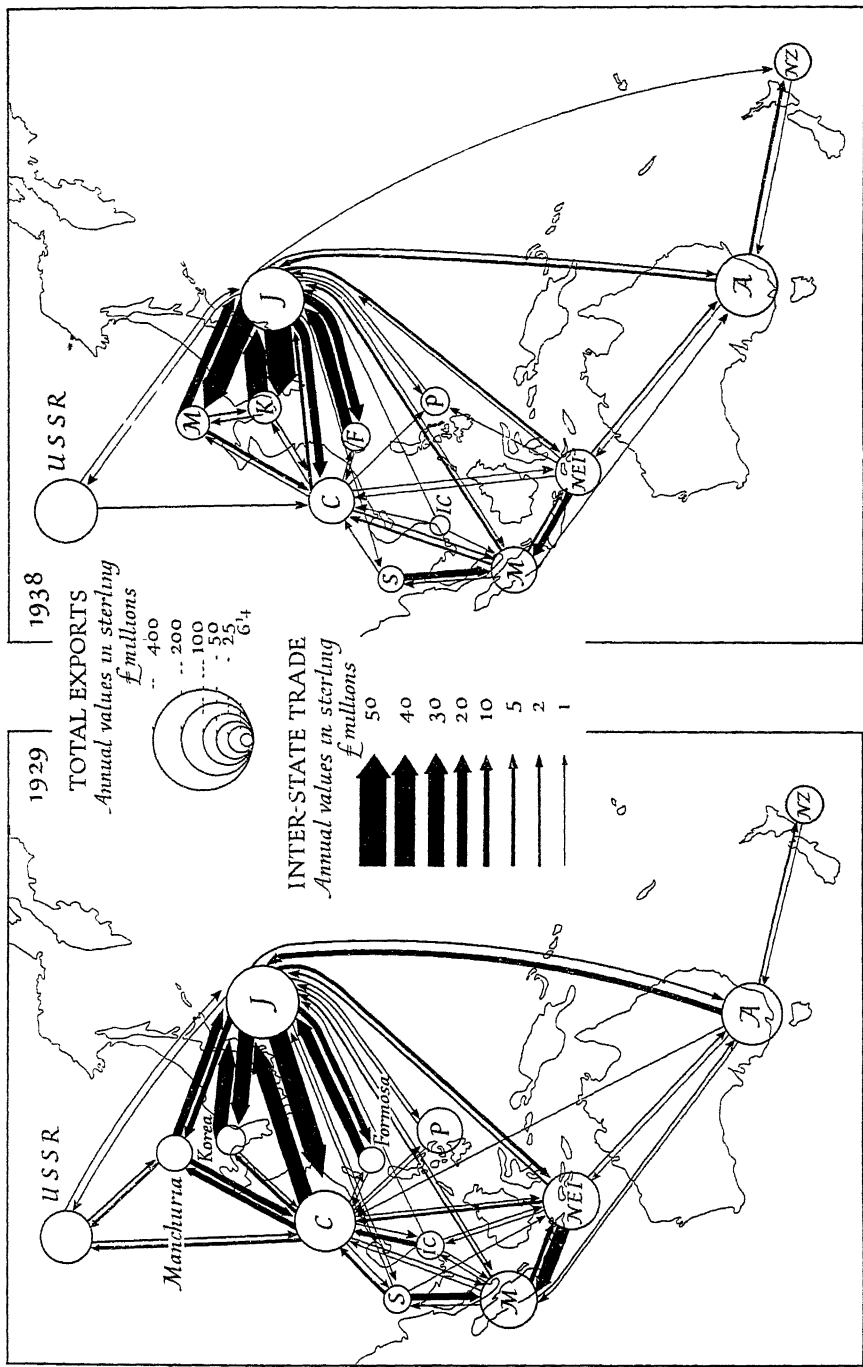 1929
TOTAL EXPORTS
Annual values in sterling
£ millions
400
200
100
50
25
6¼
INTER-STATE TRADE
Annual values in sterling
£ millions
50
40
30
20
10
5
2
1
USSR
Manchuria
Korea
J
C
Formosa
S
IC
P
M
NEI
A
NZ
1938
USSR
M
K
J
C
F
S
IC
P
M
NEI
A
NZ